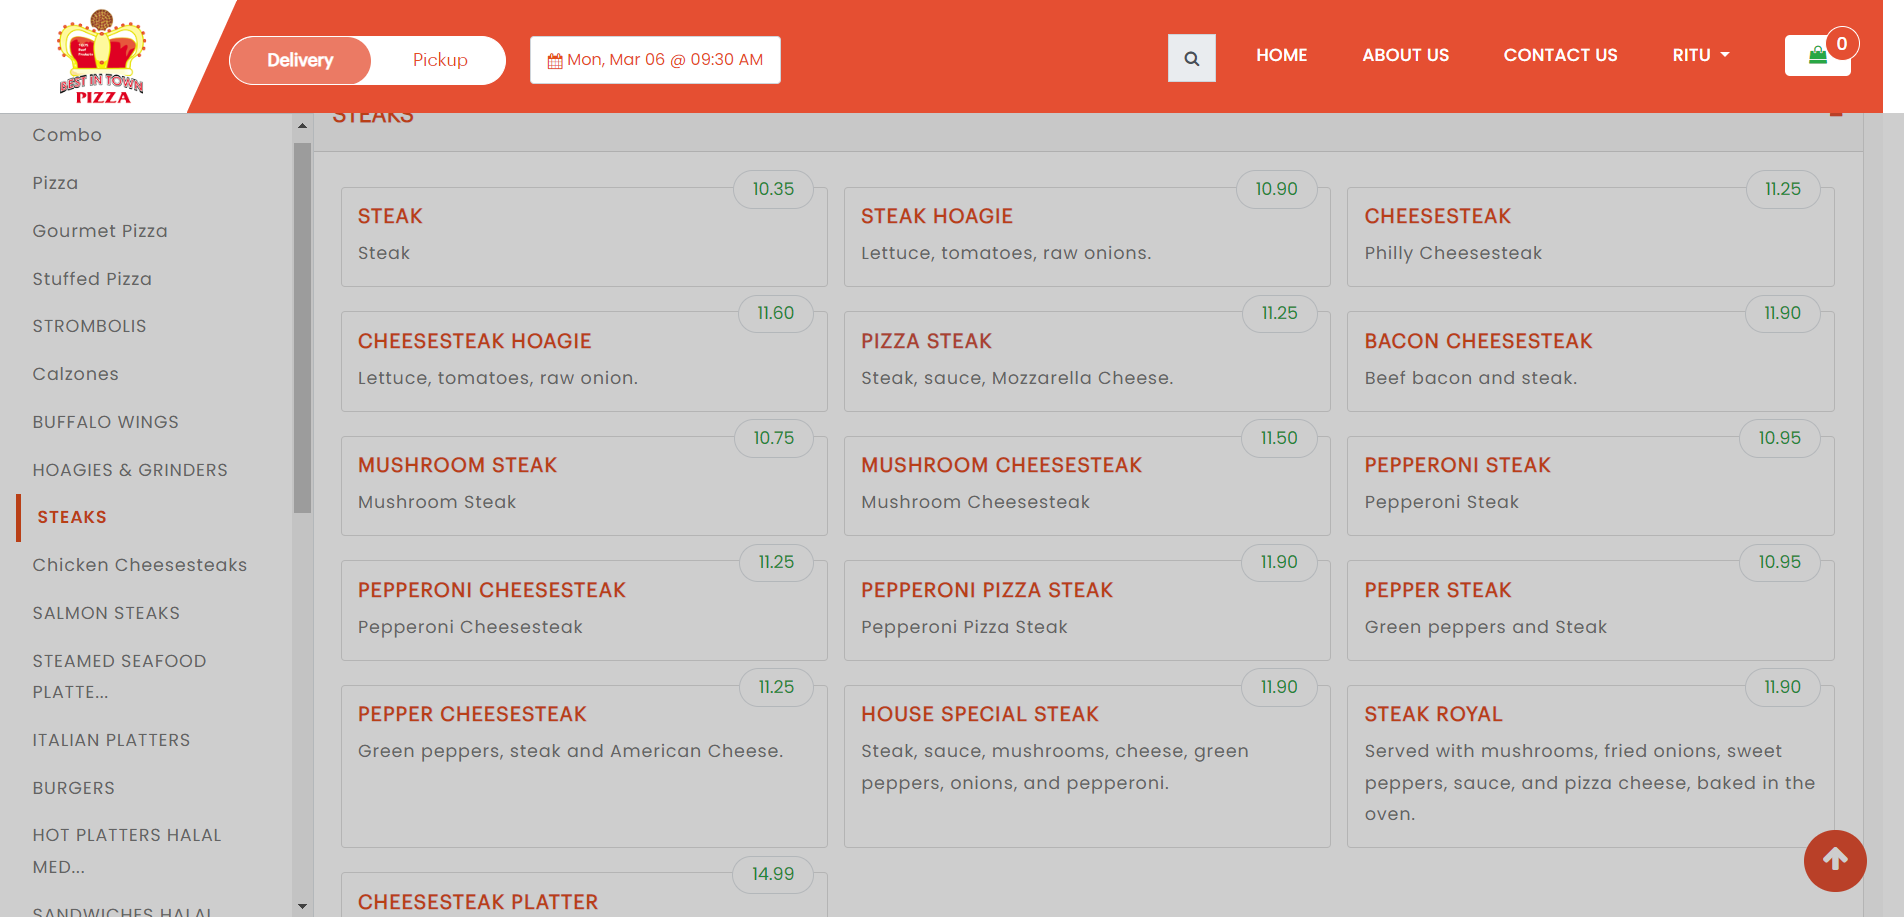 BEST IN TOWN
PIZZA
Delivery
Pickup
Mon, Mar 06 @ 09:30 AM
HOME
ABOUT US
CONTACT US
RITU
0
Combo
Pizza
Gourmet Pizza
Stuffed Pizza
STROMBOLIS
Calzones
BUFFALO WINGS
HOAGIES & GRINDERS
STEAKS
Chicken Cheesesteaks
SALMON STEAKS
STEAMED SEAFOOD
PLATTE...
ITALIAN PLATTERS
BURGERS
HOT PLATTERS HALAL
MED...
SANDWICHES HALAL
STEAKS
10.35
STEAK
Steak
10.90
STEAK HOAGIE
Lettuce, tomatoes, raw onions.
11.25
CHEESESTEAK
Philly Cheesesteak
11.60
CHEESESTEAK HOAGIE
Lettuce, tomatoes, raw onion.
11.25
PIZZA STEAK
Steak, sauce, Mozzarella Cheese.
11.90
BACON CHEESESTEAK
Beef bacon and steak.
10.75
MUSHROOM STEAK
Mushroom Steak
11.50
MUSHROOM CHEESESTEAK
Mushroom Cheesesteak
10.95
PEPPERONI STEAK
Pepperoni Steak
11.25
PEPPERONI CHEESESTEAK
Pepperoni Cheesesteak
11.90
PEPPERONI PIZZA STEAK
Pepperoni Pizza Steak
10.95
PEPPER STEAK
Green peppers and Steak
11.25
PEPPER CHEESESTEAK
Green peppers, steak and American Cheese.
11.90
HOUSE SPECIAL STEAK
Steak, sauce, mushrooms, cheese, green
peppers, onions, and pepperoni.
11.90
STEAK ROYAL
Served with mushrooms, fried onions, sweet
peppers, sauce, and pizza cheese, baked in the
oven.
14.99
CHEESESTEAK PLATTER